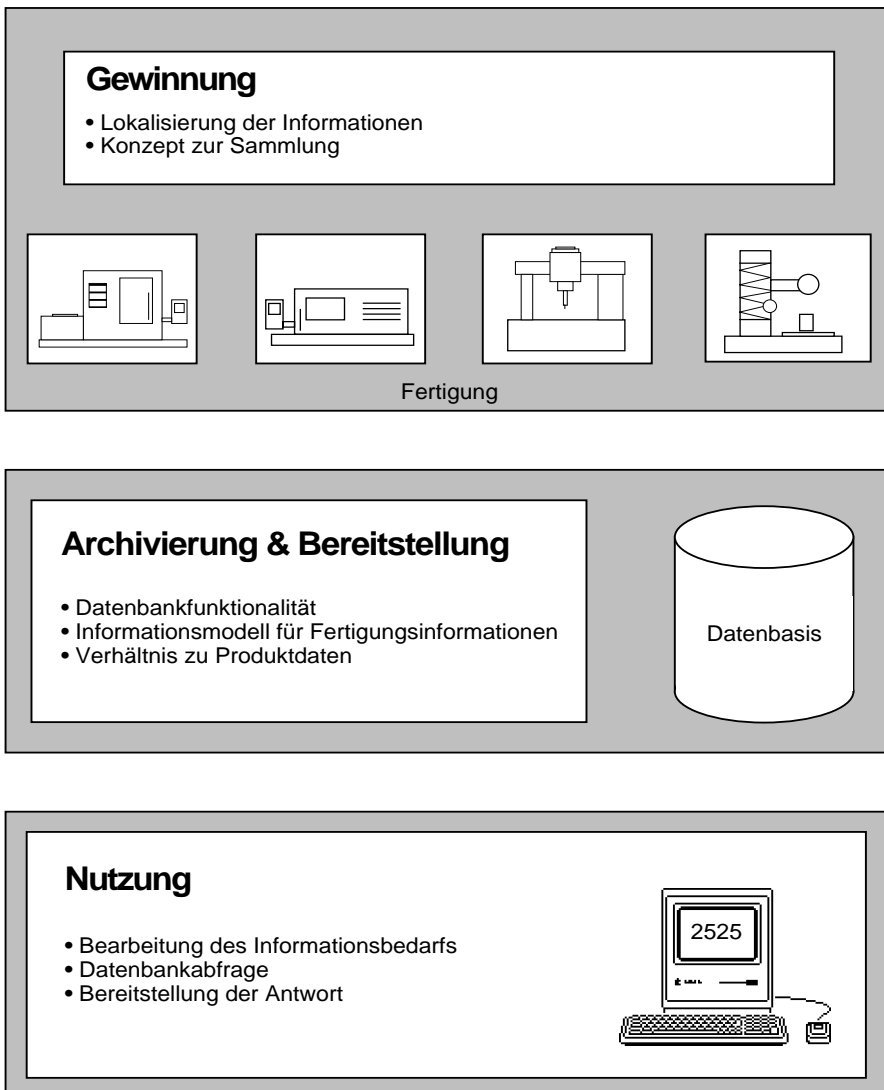 Gewinnung
• Lokalisierung der Informationen
• Konzept zur Sammlung
Fertigung
Archivierung & Bereitstellung
• Datenbankfunktionalität
• Informationsmodell für Fertigungsinformationen
• Verhältnis zu Produktdaten
Datenbasis
Nutzung
• Bearbeitung des Informationsbedarfs
• Datenbankabfrage
• Bereitstellung der Antwort
2525